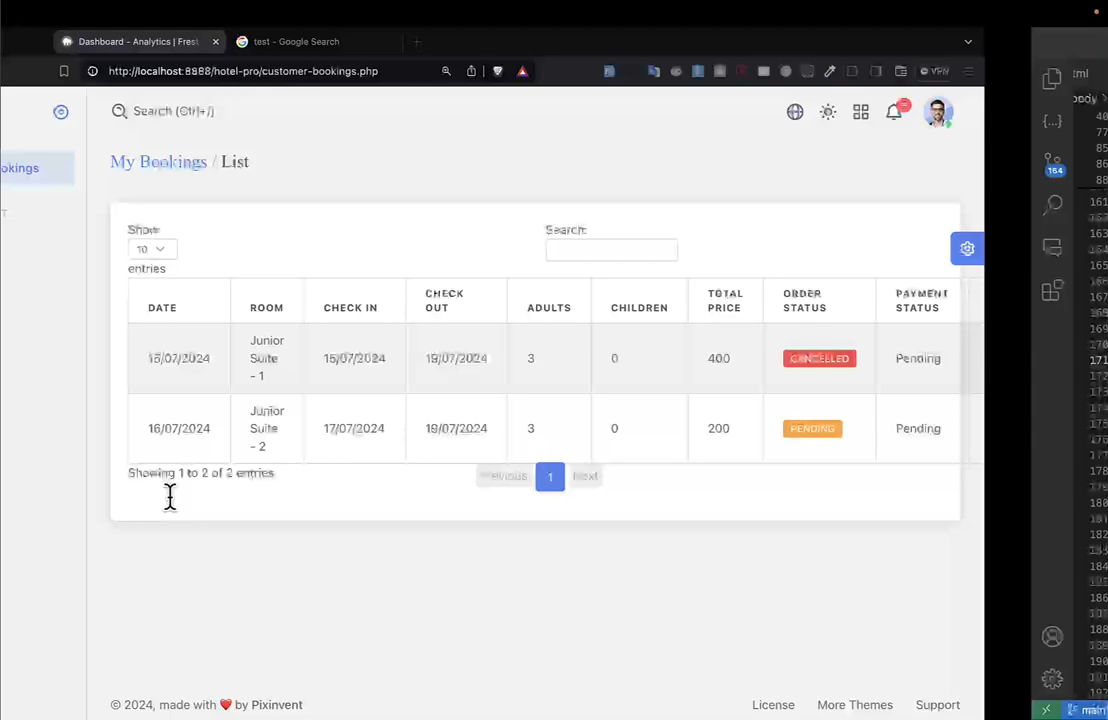 Dashboard - Analytics | Fres
test - Google Search
http://localhost:8888/hotel-pro/customer-bookings.php
VPN
Search (Ctrl+/)
okings
My Bookings / List
Show
10
entries
Search:
DATE ROOM CHECK IN CHECK OUT ADULTS CHILDREN TOTAL PRICE ORDER STATUS PAYMENT STATUS
15/07/2024 Junior Suite - 1 15/07/2024 19/07/2024 3 0 400 CANCELLED Pending
16/07/2024 Junior Suite - 2 17/07/2024 19/07/2024 3 0 200 PENDING Pending
Showing 1 to 2 of 2 entries
Previous 1 Next
© 2024, made with ❤️ by Pixinvent
License More Themes Support
164
main